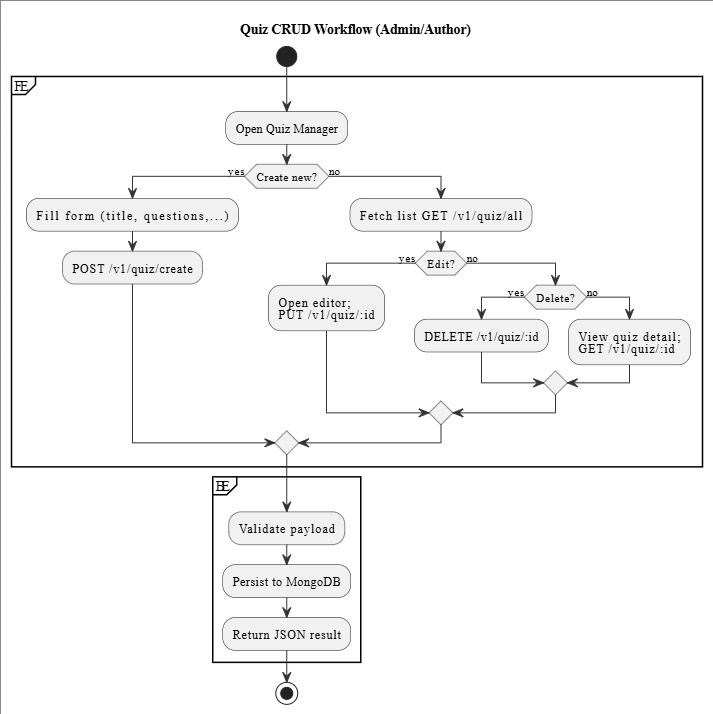 Quiz CRUD Workflow (Admin/Author)
FE
Open Quiz Manager
yes
Create new?
no
Fill form (title, questions,...)
Fetch list GET /v1/quiz/all
POST /v1/quiz/create
yes
Edit?
no
Open editor;
PUT /v1/quiz/:id
yes
Delete?
no
DELETE /v1/quiz/:id
View quiz detail;
GET /v1/quiz/:id
BE
Validate payload
Persist to MongoDB
Return JSON result